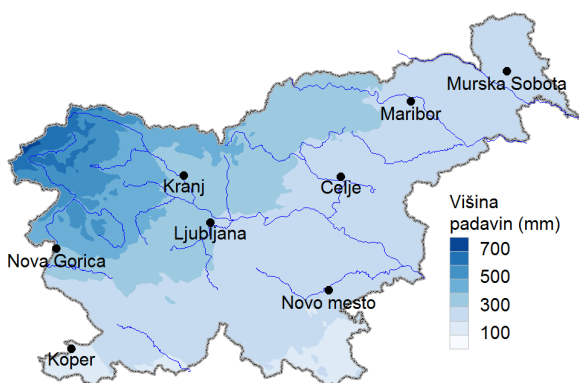 Murska Sobota
Maribor
Kranj
Celje
Ljubljana
Nova Gorica
Novo mesto
Koper
Višina
padavin (mm)
700
500
300
100